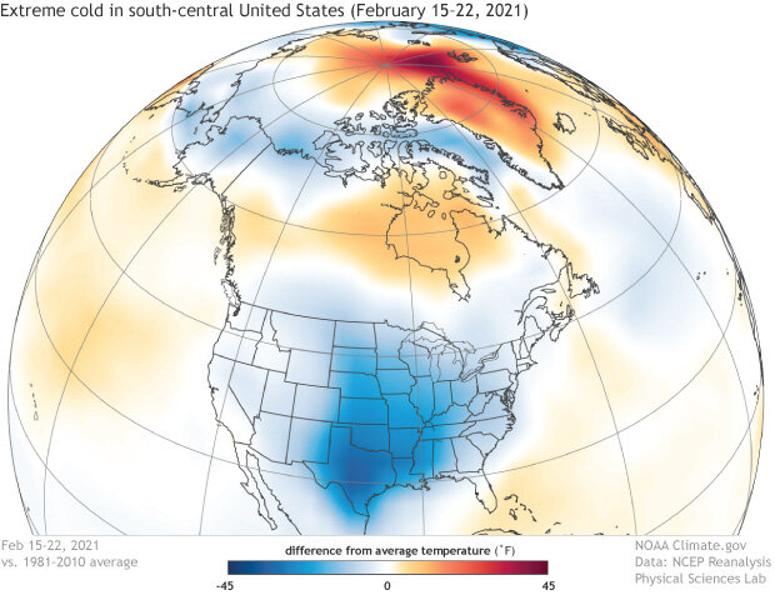 Extreme cold in south-central United States (February 15-22, 2021)
Feb 15-22, 2021
vs. 1981-2010 average
difference from average temperature (°F)
-45 0 45
NOAA Climate.gov
Data: NCEP Reanalysis
Physical Sciences Lab